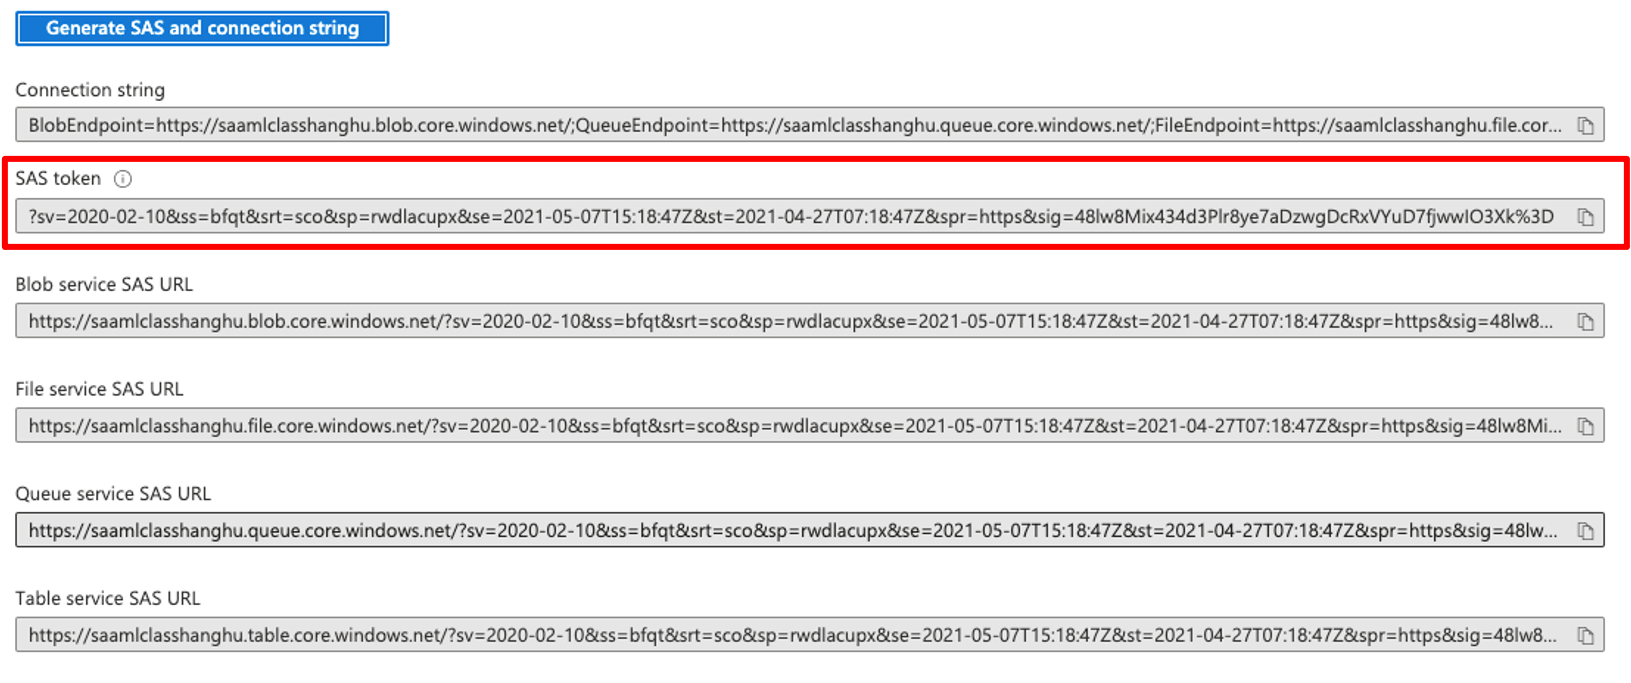 Generate SAS and connection string
Connection string
BlobEndpoint=https://saamlclasshanghu.blob.core.windows.net/;QueueEndpoint=https://saamlclasshanghu.queue.core.windows.net/;FileEndpoint=https://saamlclasshanghu.file.cor...
SAS token
?sv=2020-02-10&ss=bfqt&srt=sco&sp=rwdlacupx&se=2021-05-07T15:18:47Z&st=2021-04-27T07:18:47Z&spr=https&sig=48lw8Mix434d3Plr8ye7aDzwgDcRxVYuD7fjwwIO3Xk%3D
Blob service SAS URL
https://saamlclasshanghu.blob.core.windows.net/?sv=2020-02-10&ss=bfqt&srt=sco&sp=rwdlacupx&se=2021-05-07T15:18:47Z&st=2021-04-27T07:18:47Z&spr=https&sig=48lw8...
File service SAS URL
https://saamlclasshanghu.file.core.windows.net/?sv=2020-02-10&ss=bfqt&srt=sco&sp=rwdlacupx&se=2021-05-07T15:18:47Z&st=2021-04-27T07:18:47Z&spr=https&sig=48lw8Mi...
Queue service SAS URL
https://saamlclasshanghu.queue.core.windows.net/?sv=2020-02-10&ss=bfqt&srt=sco&sp=rwdlacupx&se=2021-05-07T15:18:47Z&st=2021-04-27T07:18:47Z&spr=https&sig=48lw...
Table service SAS URL
https://saamlclasshanghu.table.core.windows.net/?sv=2020-02-10&ss=bfqt&srt=sco&sp=rwdlacupx&se=2021-05-07T15:18:47Z&st=2021-04-27T07:18:47Z&spr=https&sig=48lw8...